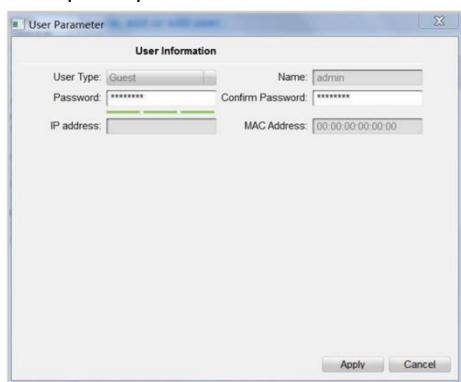 User Parameter
User Information
User Type: Guest Name: admin
Password: ******** Confirm Password: ********
IP address: MAC Address: 00:00:00:00:00:00
Apply Cancel